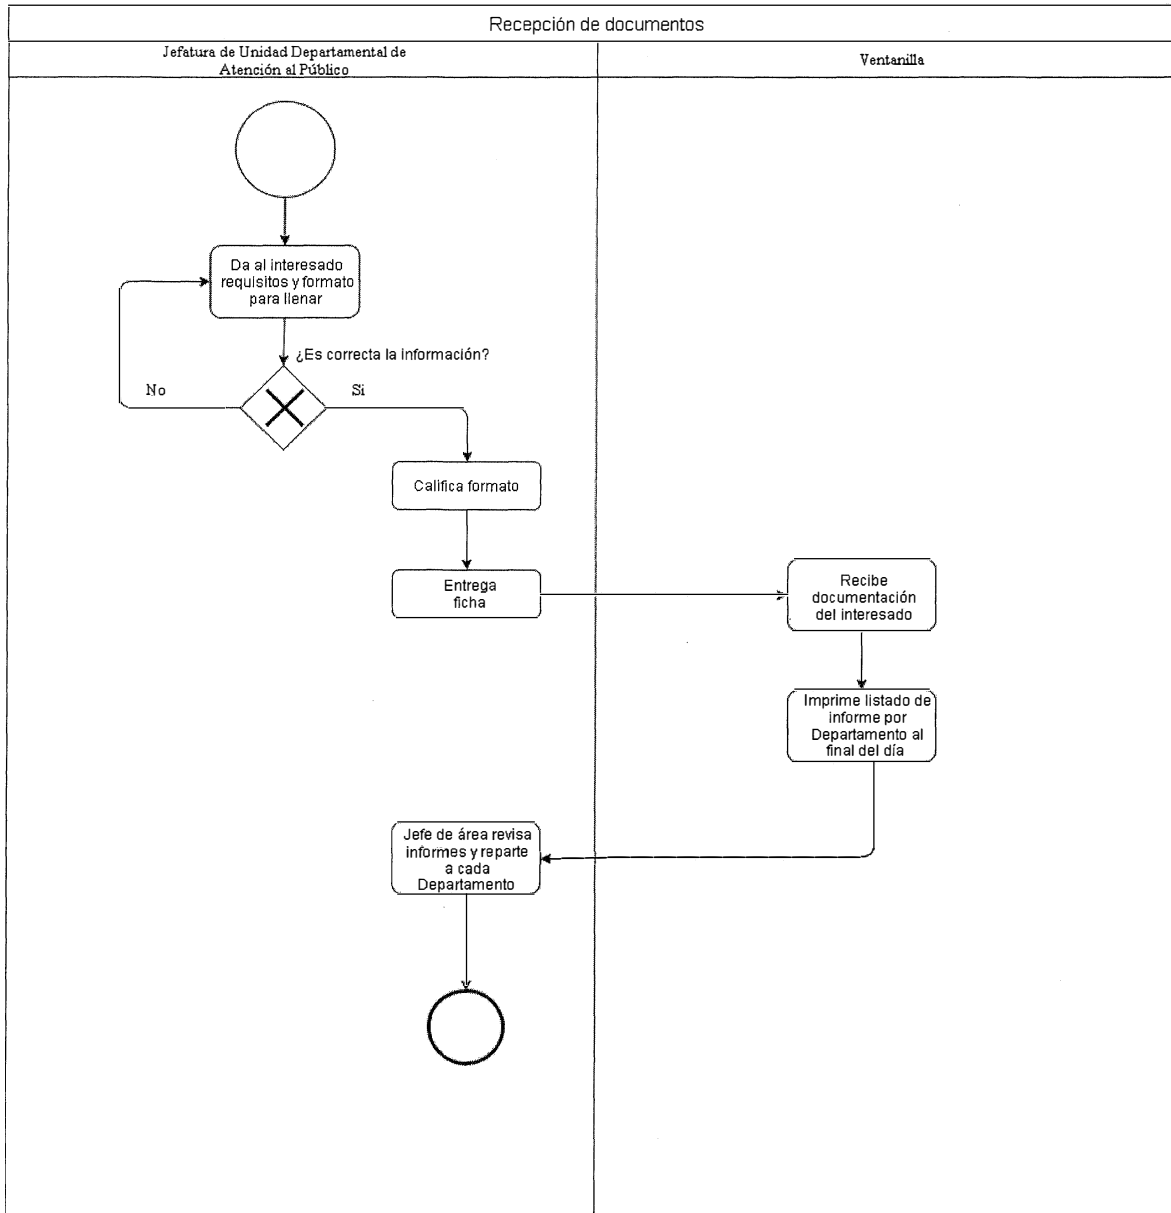 Recepción de documentos
Jefatura de Unidad Departamental de
Atención al Público
Ventanilla
Da al interesado
requisitos y formato
para llenar
¿Es correcta la información?
No
Si
Califica formato
Entrega
ficha
Recibe
documentación
del interesado
Imprime listado de
informe por
Departamento al
final del día
Jefe de área revisa
informes y reparte
a cada
Departamento